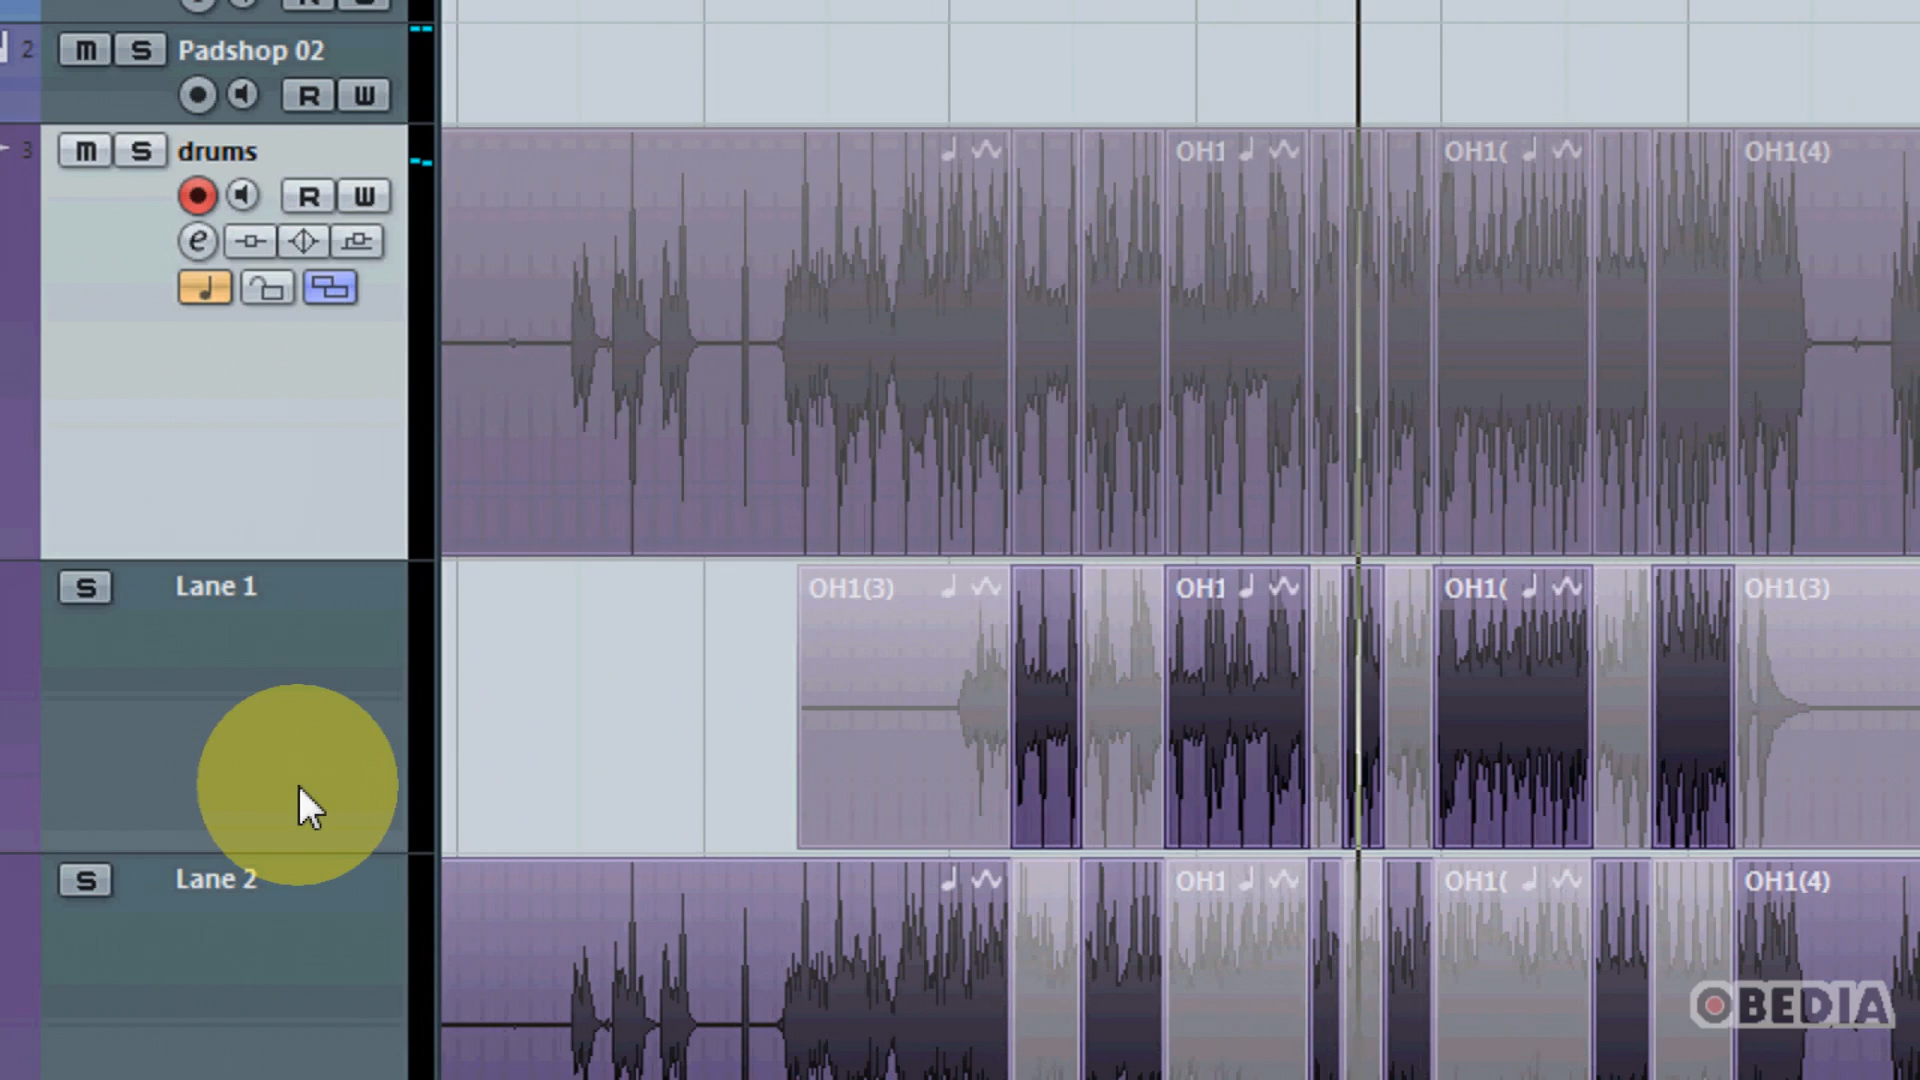 R W
2 M S Padshop 02
R W
3 M S drums
OH1 OH1( OH1(4)
R W
e
S Lane 1
OH1(3) OH1 OH1( OH1(3)
S Lane 2
OH1 OH1( OH1(4)
OBEDIA